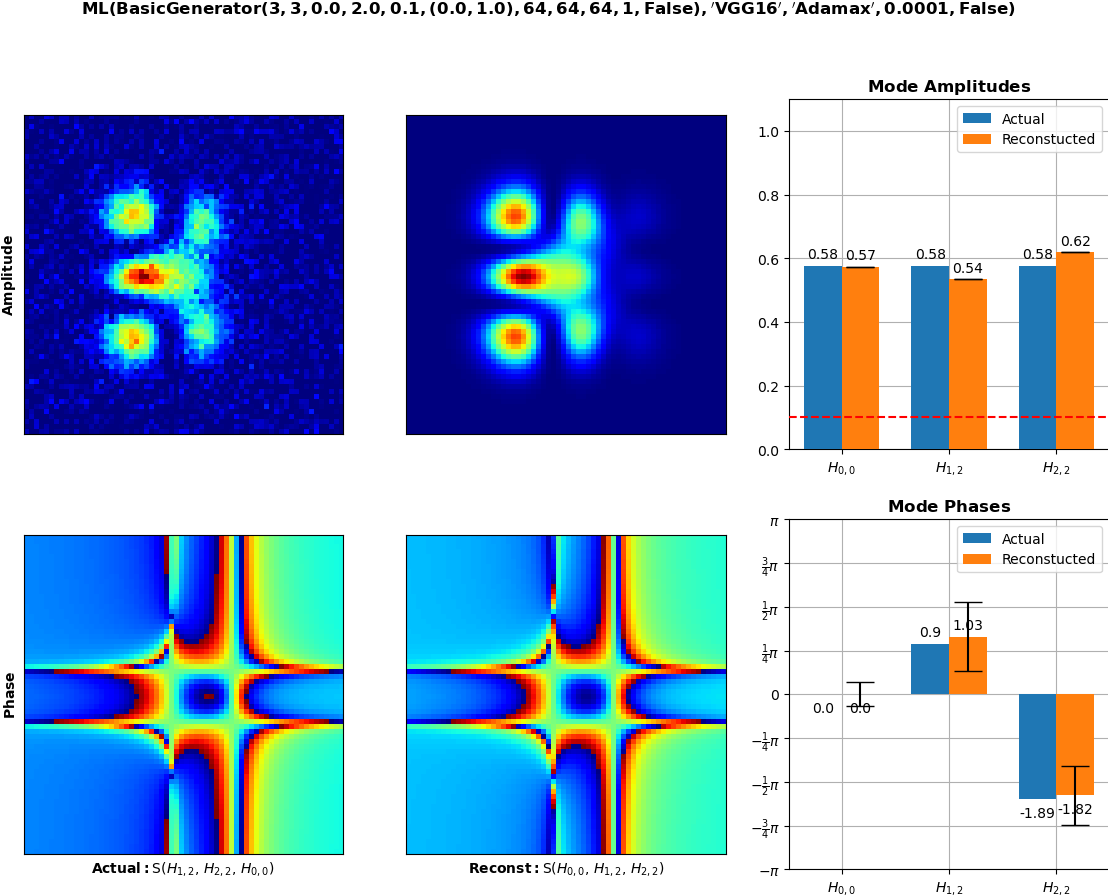 ML(BasicGenerator(3, 3, 0.0, 2.0, 0.1, (0.0, 1.0), 64, 64, 64, 1, False), 'VGG16', 'Adamax', 0.0001, False)
Amplitude
Mode Amplitudes
Actual
Reconstucted
1.0
0.8
0.6
0.4
0.2
0.0
0.58
0.57
0.58
0.54
0.58
0.62
H0,0
H1,2
H2,2
Phase
Actual: S(H1,2, H2,2, H0,0)
Reconst: S(H0,0, H1,2, H2,2)
Mode Phases
Actual
Reconstucted
π
3/4π
1/2π
1/4π
0
−1/4π
−1/2π
−3/4π
−π
0.0
0.0
0.9
1.03
-1.89
-1.82
H0,0
H1,2
H2,2